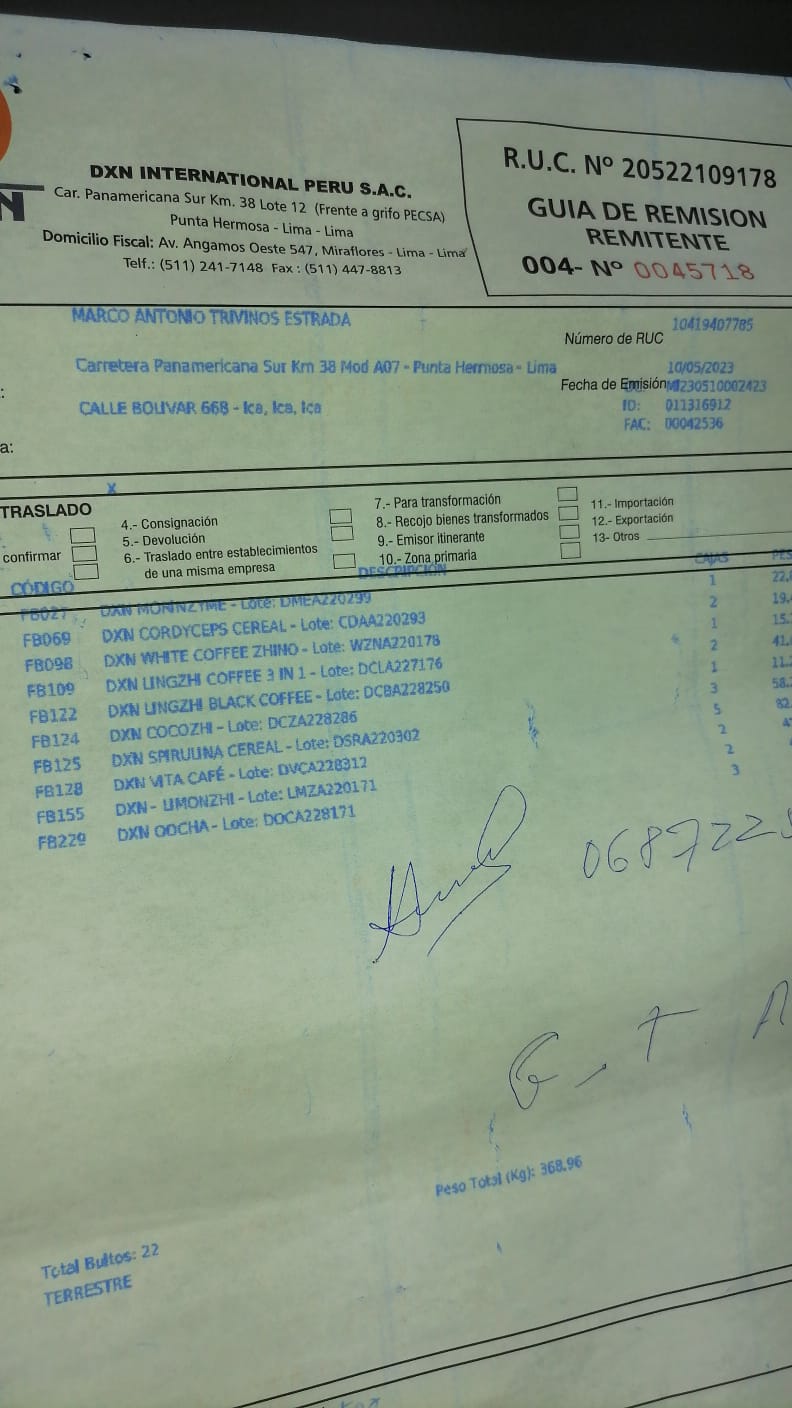 N
DXN INTERNATIONAL PERU S.A.C.
Car. Panamericana Sur Km. 38 Lote 12 (Frente a grifo PECSA)
Punta Hermosa - Lima - Lima
Domicilio Fiscal: Av. Angamos Oeste 547, Miraflores - Lima - Lima
Telf.: (511) 241-7148 Fax : (511) 447-8813
R.U.C. Nº 20522109178
GUIA DE REMISION
REMITENTE
004- Nº 0045718
MARCO ANTONIO TRIVINOS ESTRADA
Número de RUC 10419407785
Carretera Panamericana Sur Km 38 Mod A07 - Punta Hermosa - Lima
10/05/2023
Fecha de Emisión 230510002423
CALLE BOLIVAR 668 - Ica, Ica, Ica
ID: 011316912
FAC: 00042536
a:
X
TRASLADO
confirmar
4.- Consignación
5.- Devolución
6.- Traslado entre establecimientos
de una misma empresa
7.- Para transformación
8.- Recojo bienes transformados
9.- Emisor itinerante
10.- Zona primaria
11.- Importación
12.- Exportación
13- Otros
CÓDIGO DESCRIPCIÓN CAJAS
FB027 DXN MORINZYME - Lote: DMEA220299 1
FB069 DXN CORDYCEPS CEREAL - Lote: CDAA220293 2
FB098 DXN WHITE COFFEE ZHINO - Lote: WZNA220178 1
FB109 DXN LINGZHI COFFEE 3 IN 1 - Lote: DCLA227176 2
FB122 DXN LINGZHI BLACK COFFEE - Lote: DCBA228250 1
FB124 DXN COCOZHI - Lote: DCZA228286 3
FB125 DXN SPIRULINA CEREAL - Lote: DSRA220302 5
FB128 DXN VITA CAFÉ - Lote: DVCA228312 2
FB155 DXN - LIMONZHI - Lote: LMZA220171 2
FB229 DXN OOCHA - Lote: DOCA228171 3
0687225
G. T A
Peso Total (Kg): 368.96
Total Bultos: 22
TERRESTRE